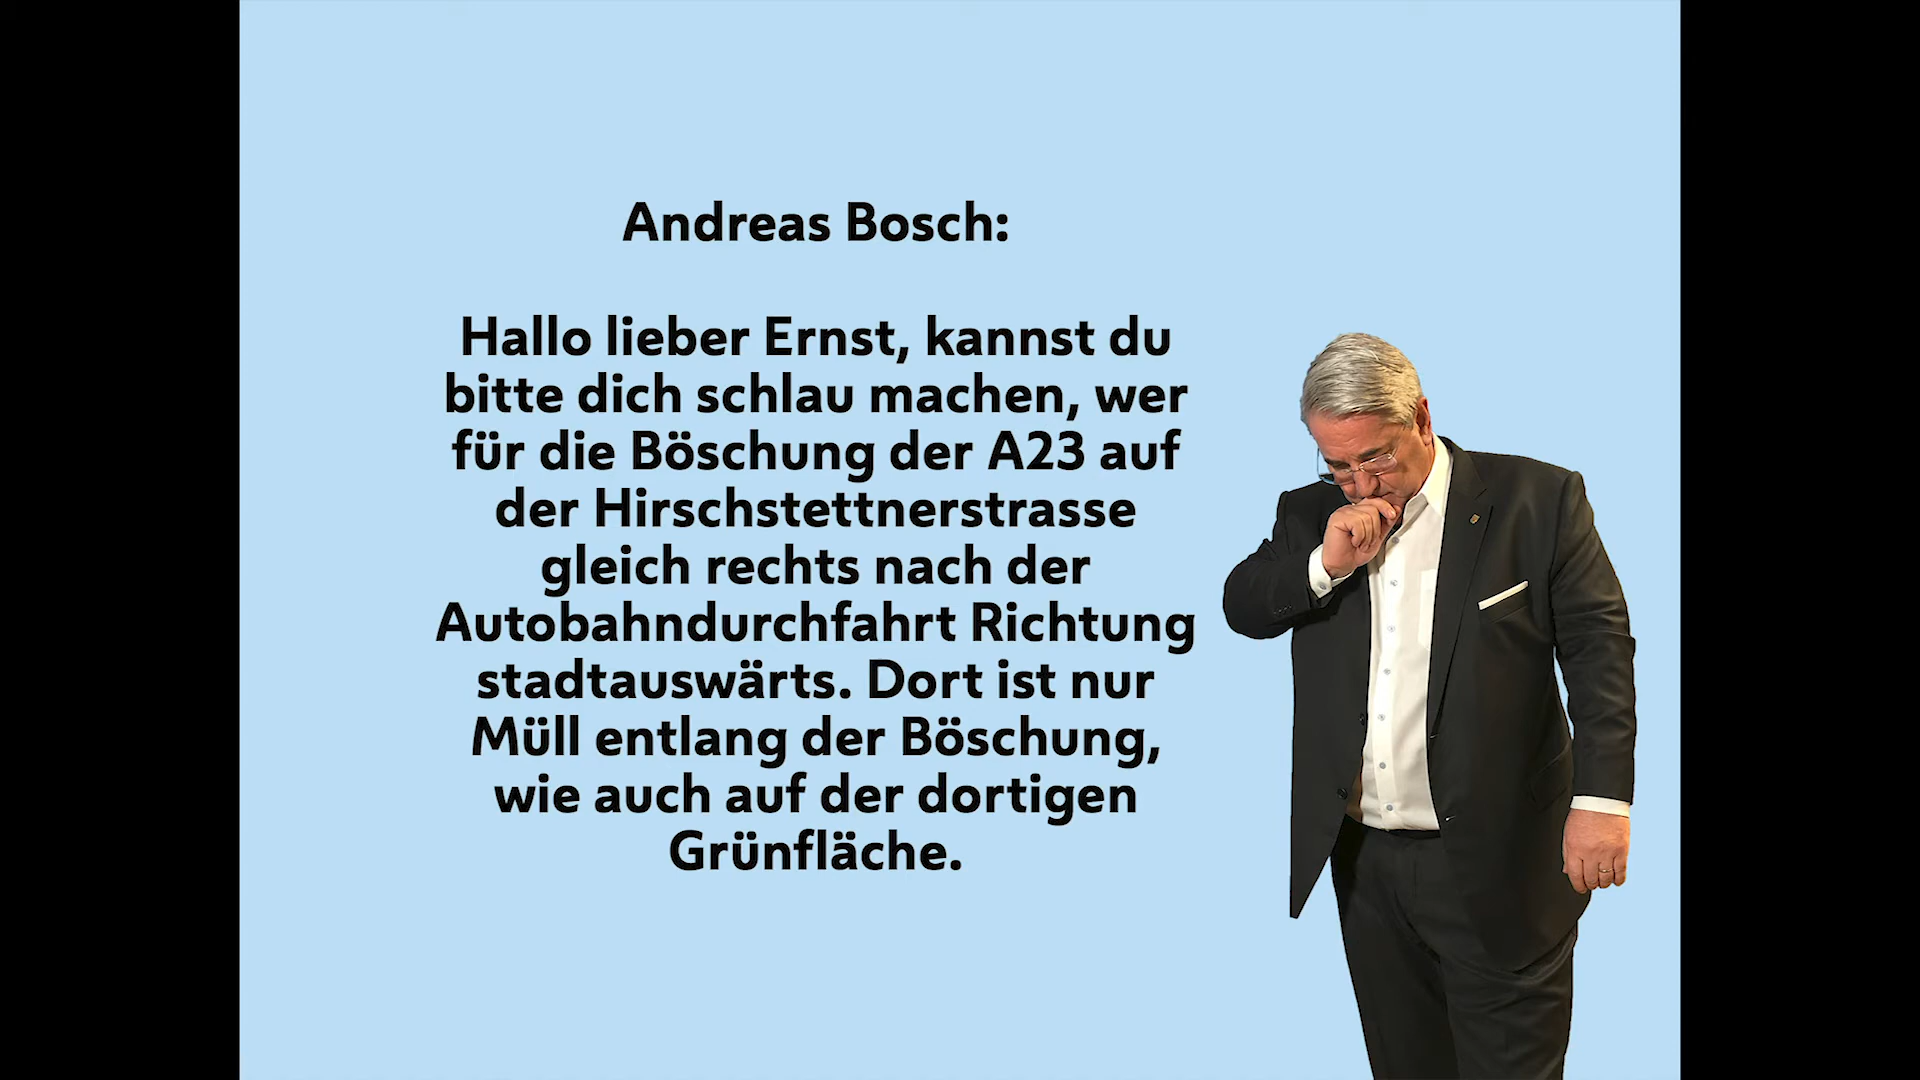 Andreas Bosch:
Hallo lieber Ernst, kannst du
bitte dich schlau machen, wer
für die Böschung der A23 auf
der Hirschstettnerstrasse
gleich rechts nach der
Autobahndurchfahrt Richtung
stadtauswärts. Dort ist nur
Müll entlang der Böschung,
wie auch auf der dortigen
Grünfläche.